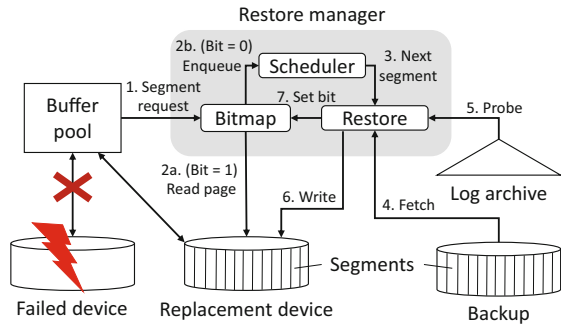 Restore manager
2b. (Bit = 0)
Enqueue
Scheduler
3. Next
segment
1. Segment
request
Buffer
pool
Bitmap
7. Set bit
Restore
5. Probe
2a. (Bit = 1)
Read page
6. Write
4. Fetch
Log archive
Segments
Failed device
Replacement device
Backup